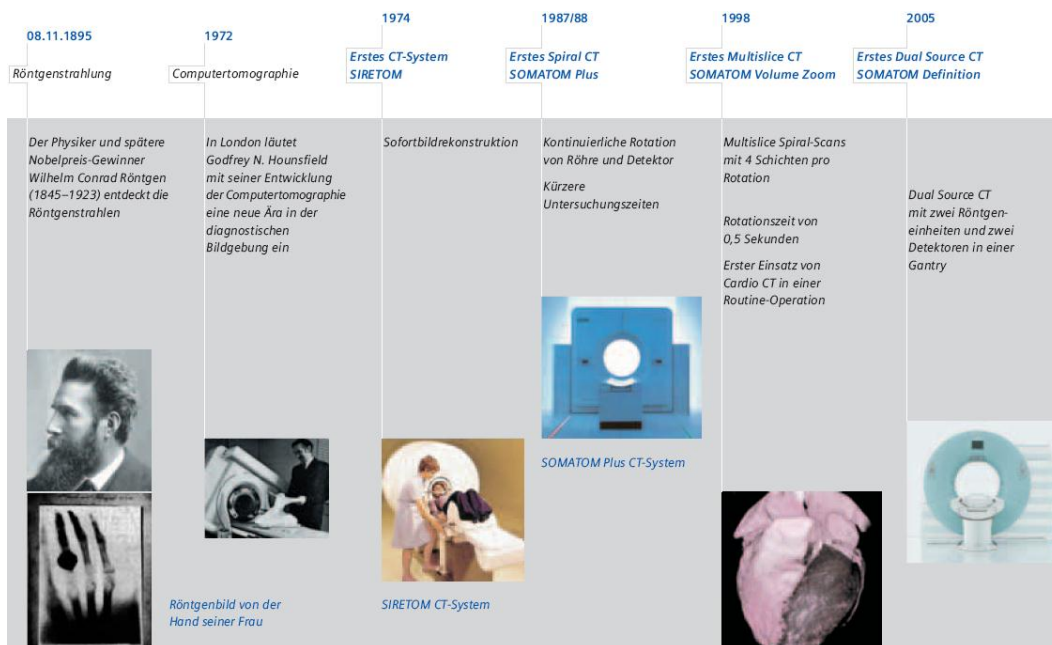 08.11.1895
Röntgenstrahlung
Der Physiker und spätere
Nobelpreis-Gewinner
Wilhelm Conrad Röntgen
(1845–1923) entdeckt die
Röntgenstrahlen
Röntgenbild von der
Hand seiner Frau
1972
Computertomographie
In London läutet
Godfrey N. Hounsfield
mit seiner Entwicklung
der Computertomographie
eine neue Ära in der
diagnostischen
Bildgebung ein
1974
Erstes CT-System
SIRETOM
Sofortbildrekonstruktion
SIRETOM CT-System
1987/88
Erstes Spiral CT
SOMATOM Plus
Kontinuierliche Rotation
von Röhre und Detektor
Kürzere
Untersuchungszeiten
SOMATOM Plus CT-System
1998
Erstes Multislice CT
SOMATOM Volume Zoom
Multislice Spiral-Scans
mit 4 Schichten pro
Rotation
Rotationszeit von
0,5 Sekunden
Erster Einsatz von
Cardio CT in einer
Routine-Operation
2005
Erstes Dual Source CT
SOMATOM Definition
Dual Source CT
mit zwei Röntgen-
einheiten und zwei
Detektoren in einer
Gantry